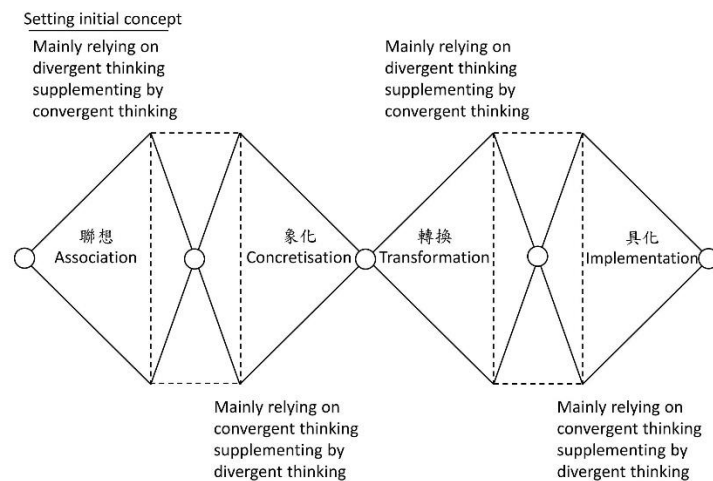 Setting initial concept
Mainly relying on
divergent thinking
supplementing by
convergent thinking
Mainly relying on
divergent thinking
supplementing by
convergent thinking
聯想
Association
象化
Concretisation
轉換
Transformation
具化
Implementation
Mainly relying on
convergent thinking
supplementing by
divergent thinking
Mainly relying on
convergent thinking
supplementing by
divergent thinking